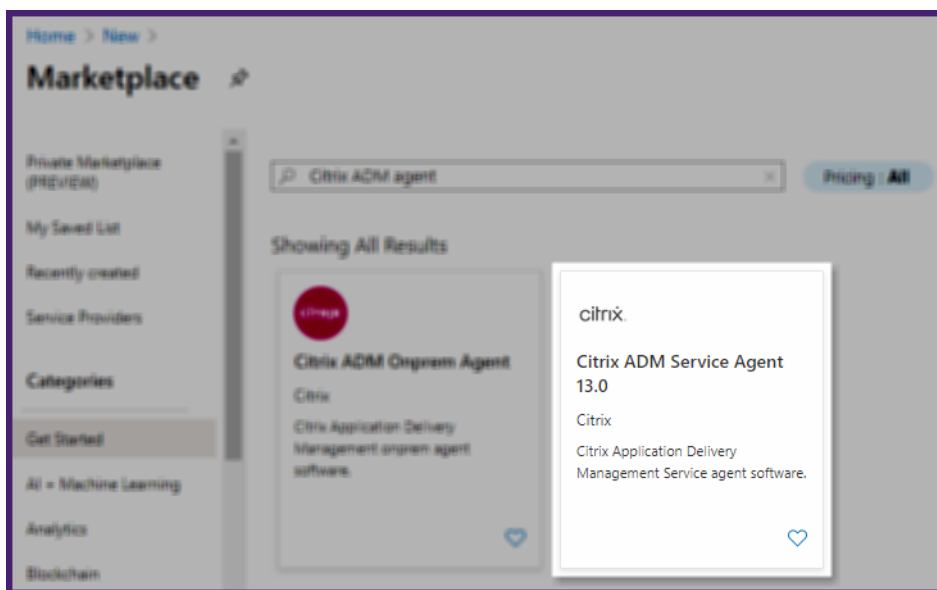 Home > New >
Marketplace
Private Marketplace
(PREVIEW)
My Saved List
Recently created
Service Providers
Categories
Get Started
AI + Machine Learning
Analytics
Blockchain
Citrix ADM agent
Pricing : All
Showing All Results
Citrix ADM Onprem Agent
Citrix
Citrix Application Delivery
Management onprem agent
software.
citrix.
Citrix ADM Service Agent
13.0
Citrix
Citrix Application Delivery
Management Service agent software.